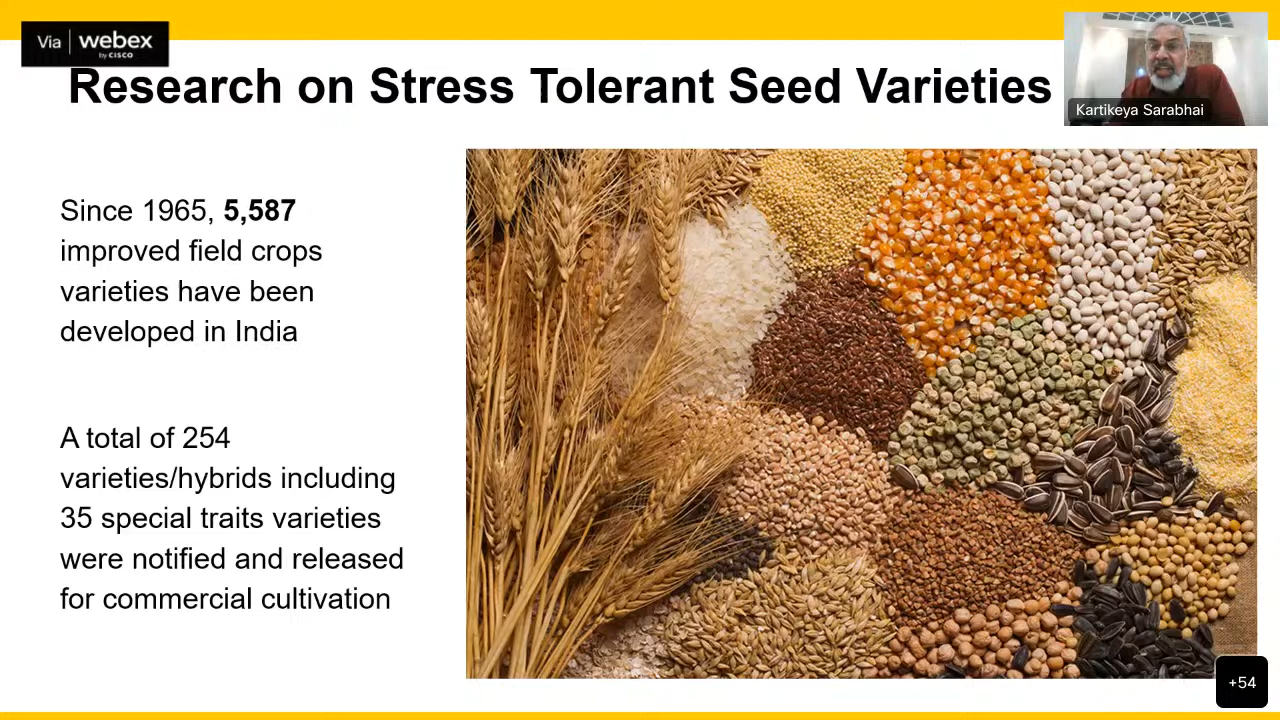 Via webex
by CISCO
Research on Stress Tolerant Seed Varieties
Kartikeya Sarabhai
Since 1965, 5,587
improved field crops
varieties have been
developed in India
A total of 254
varieties/hybrids including
35 special traits varieties
were notified and released
for commercial cultivation
+54